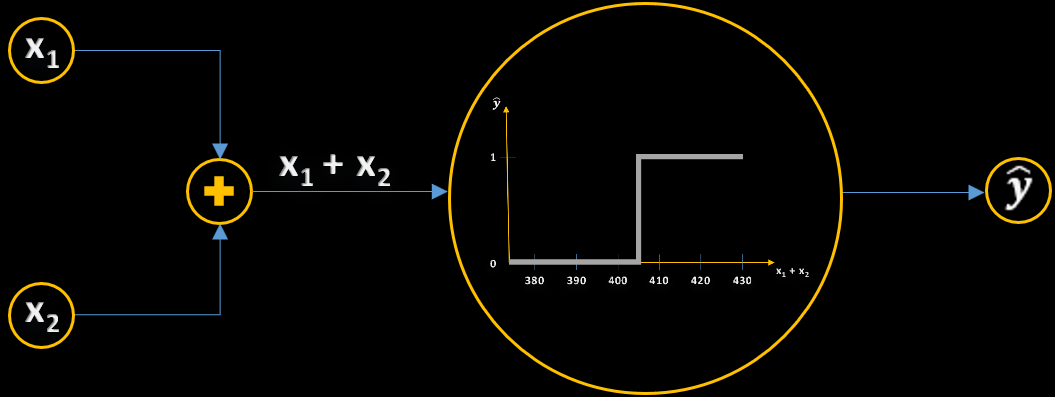 x₁
x₂
+
x₁ + x₂
ŷ
1
0
380 390 400 410 420 430
x₁ + x₂
ŷ